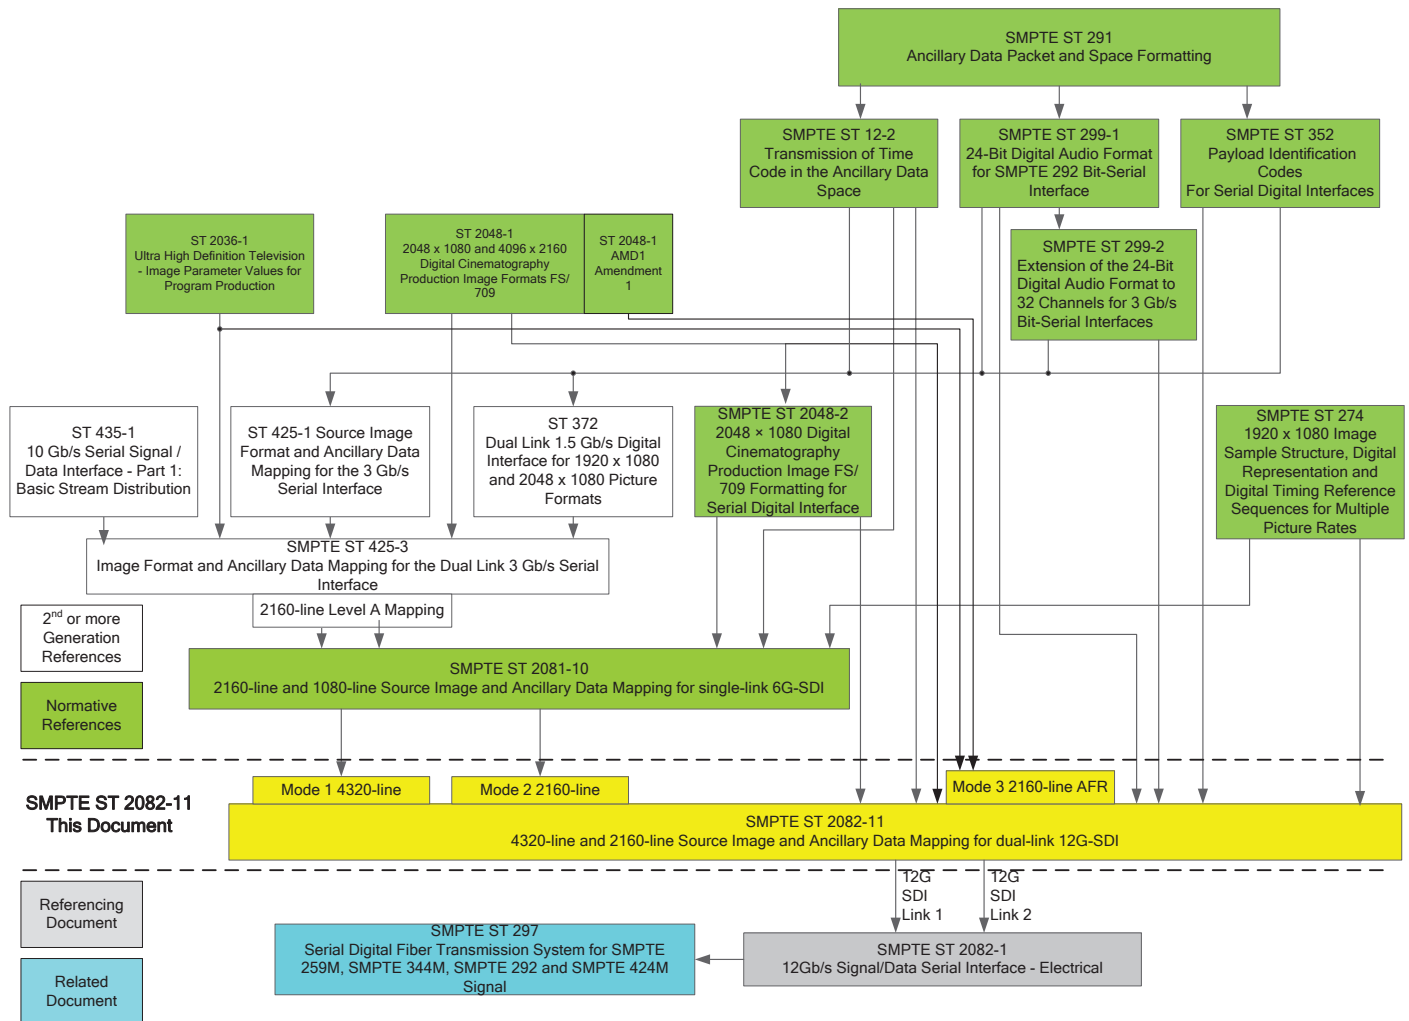 SMPTE ST 291
Ancillary Data Packet and Space Formatting
SMPTE ST 12-2
Transmission of Time
Code in the Ancillary Data
Space
SMPTE ST 299-1
24-Bit Digital Audio Format
for SMPTE 292 Bit-Serial
Interface
SMPTE ST 352
Payload Identification
Codes
For Serial Digital Interfaces
ST 2036-1
Ultra High Definition Television
- Image Parameter Values for
Program Production
ST 2048-1
2048 x 1080 and 4096 x 2160
Digital Cinematography
Production Image Formats FS/
709
ST 2048-1
AMD1
Amendment
1
SMPTE ST 299-2
Extension of the 24-Bit
Digital Audio Format to
32 Channels for 3 Gb/s
Bit-Serial Interfaces
ST 435-1
10 Gb/s Serial Signal /
Data Interface - Part 1:
Basic Stream Distribution
ST 425-1 Source Image
Format and Ancillary Data
Mapping for the 3 Gb/s
Serial Interface
ST 372
Dual Link 1.5 Gb/s Digital
Interface for 1920 x 1080
and 2048 x 1080 Picture
Formats
SMPTE ST 2048-2
2048 × 1080 Digital
Cinematography
Production Image FS/
709 Formatting for
Serial Digital Interface
SMPTE ST 274
1920 x 1080 Image
Sample Structure, Digital
Representation and
Digital Timing Reference
Sequences for Multiple
Picture Rates
SMPTE ST 425-3
Image Format and Ancillary Data Mapping for the Dual Link 3 Gb/s Serial
Interface
2160-line Level A Mapping
2nd or more
Generation
References
SMPTE ST 2081-10
2160-line and 1080-line Source Image and Ancillary Data Mapping for single-link 6G-SDI
Normative
References
Mode 1 4320-line
Mode 2 2160-line
Mode 3 2160-line AFR
SMPTE ST 2082-11
This Document
SMPTE ST 2082-11
4320-line and 2160-line Source Image and Ancillary Data Mapping for dual-link 12G-SDI
12G
SDI
Link 1
12G
SDI
Link 2
Referencing
Document
SMPTE ST 297
Serial Digital Fiber Transmission System for SMPTE
259M, SMPTE 344M, SMPTE 292 and SMPTE 424M
Signal
SMPTE ST 2082-1
12Gb/s Signal/Data Serial Interface - Electrical
Related
Document